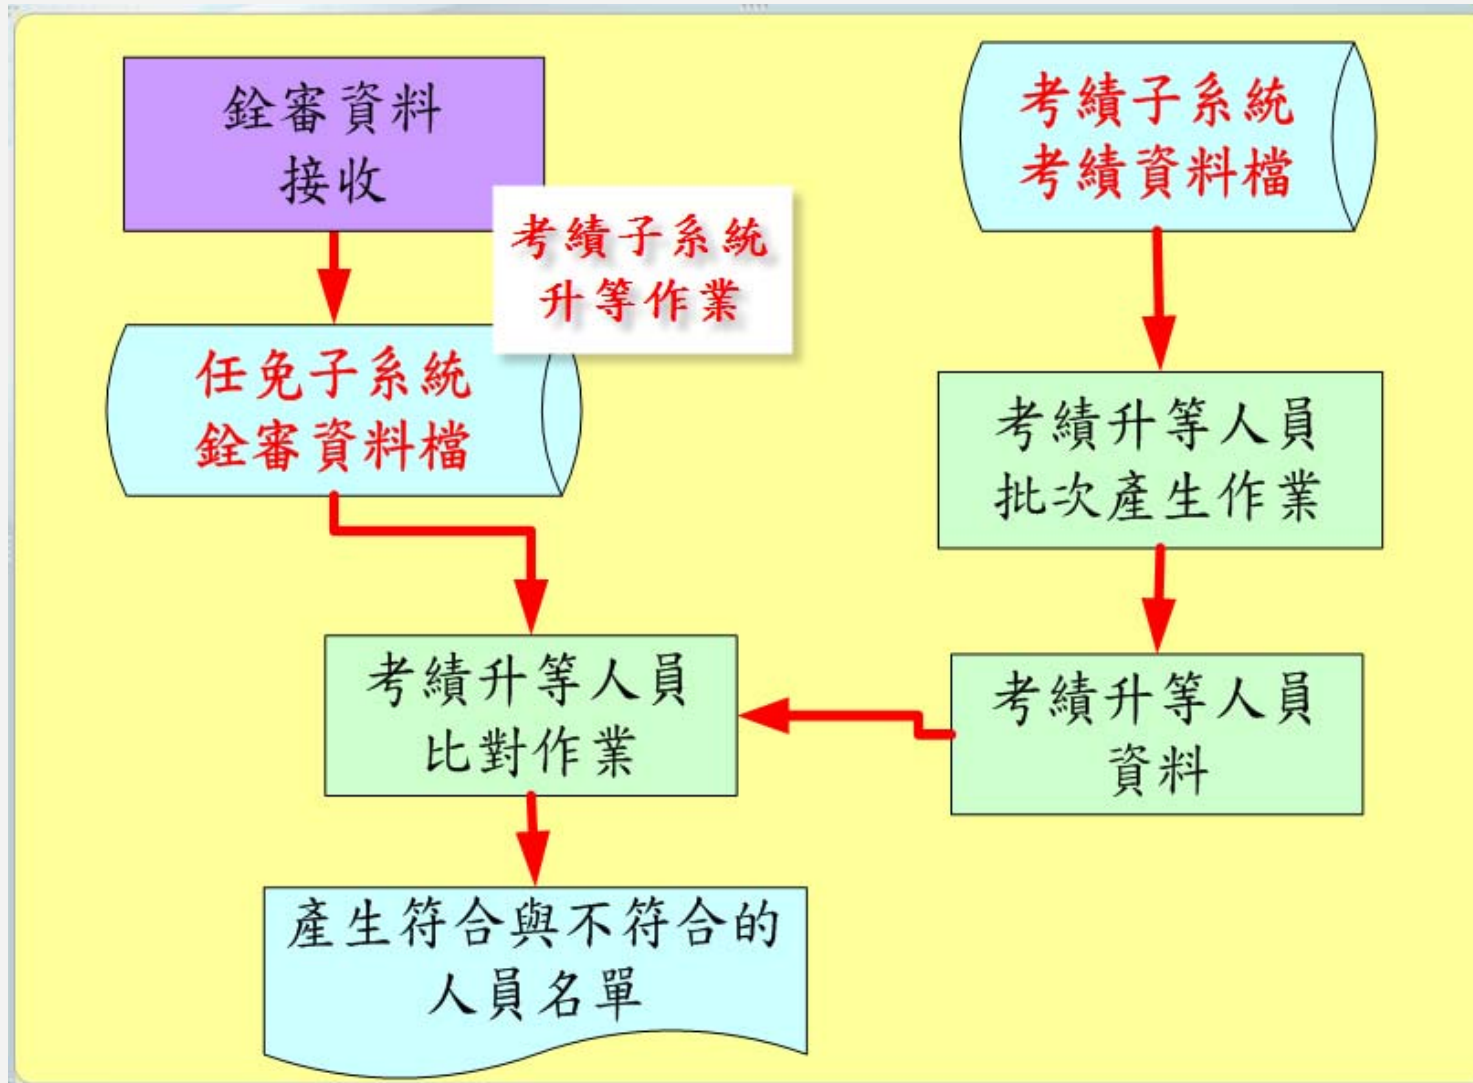 銓審資料
接收
考績子系統
升等作業
任免子系統
銓審資料檔
考績子系統
考績資料檔
考績升等人員
批次產生作業
考績升等人員
資料
考績升等人員
比對作業
產生符合與不符合的
人員名單